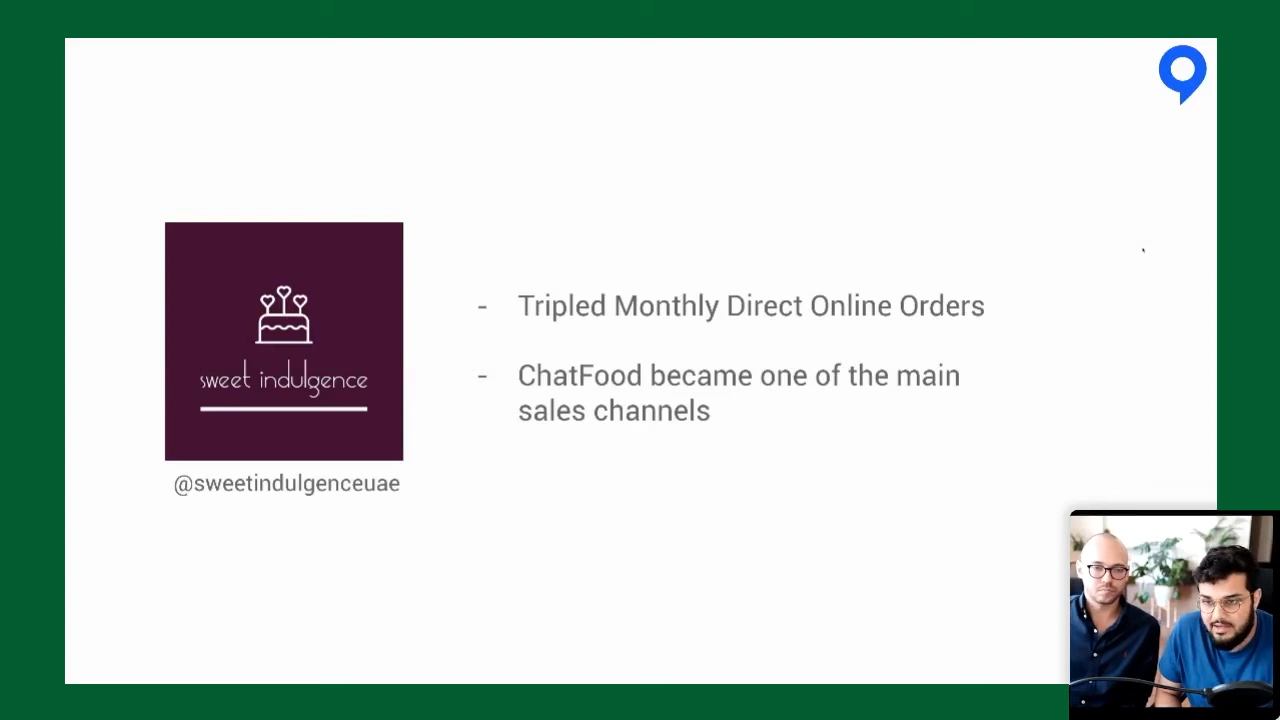 sweet indulgence
@sweetindulgenceuae
- Tripled Monthly Direct Online Orders
- ChatFood became one of the main
sales channels